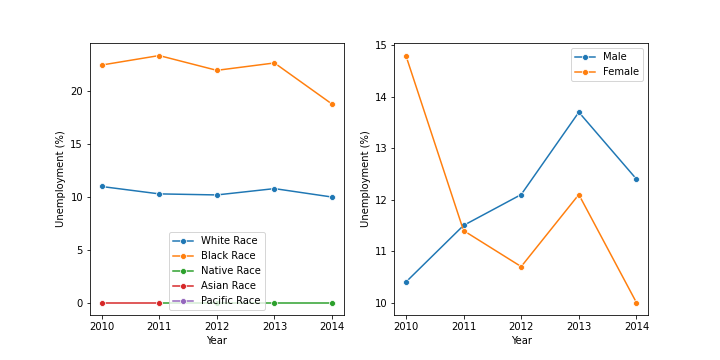 Unemployment (%)
20
15
10
5
0
2010 2011 2012 2013 2014
Year
White Race
Black Race
Native Race
Asian Race
Pacific Race
Unemployment (%)
15
14
13
12
11
10
2010 2011 2012 2013 2014
Year
Male
Female